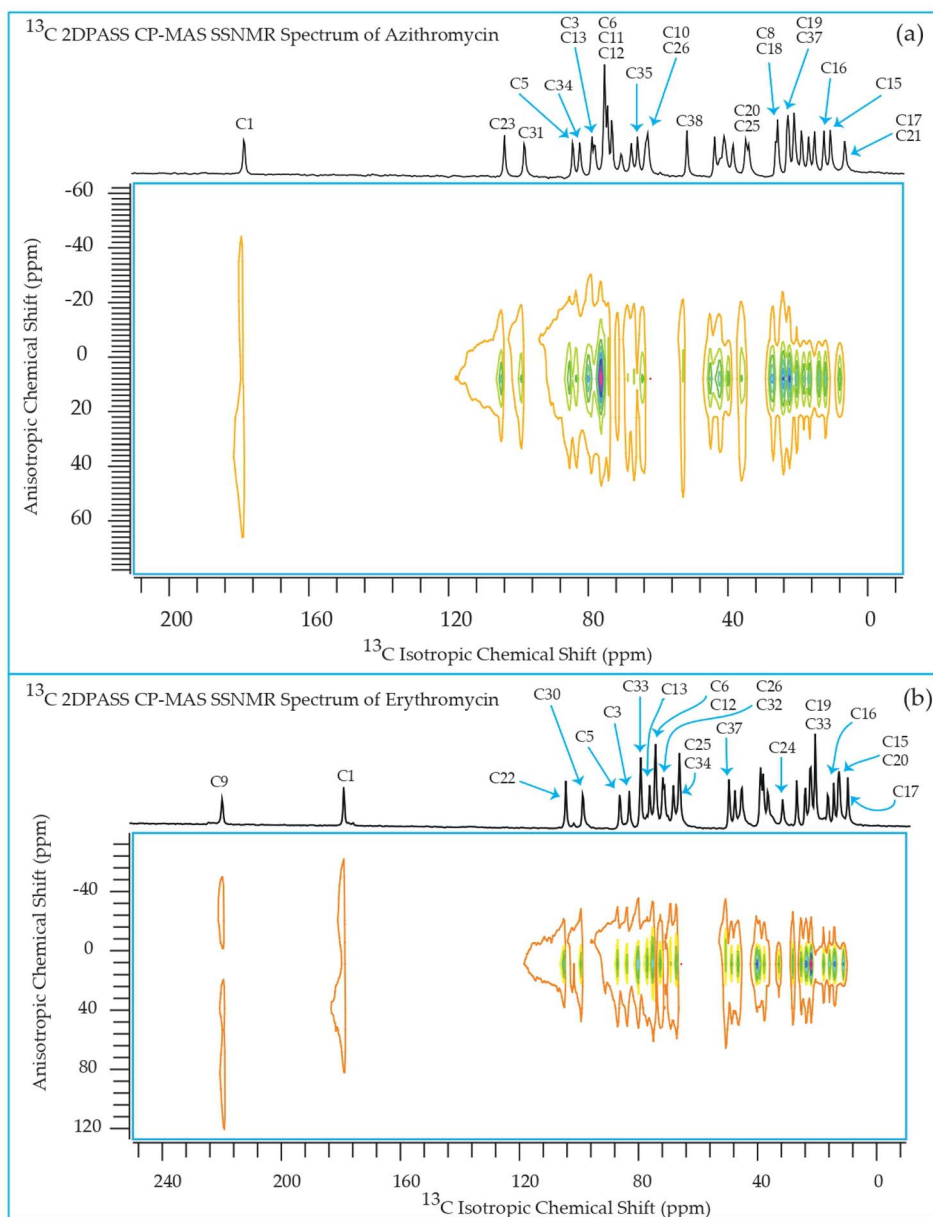 ¹³C 2DPASS CP-MAS SSNMR Spectrum of Azithromycin
(a)
C1
C23
C31
C5
C34
C3
C13
C6
C11
C12
C35
C10
C26
C38
C20
C25
C8
C18
C19
C37
C16
C15
C17
C21
Anisotropic Chemical Shift (ppm)
-60
-40
-20
0
20
40
60
200
160
120
80
40
0
¹³C Isotropic Chemical Shift (ppm)
¹³C 2DPASS CP-MAS SSNMR Spectrum of Erythromycin
(b)
C9
C1
C22
C30
C5
C3
C33
C13
C6
C12
C26
C32
C25
C34
C37
C24
C19
C33
C16
C15
C20
C17
Anisotropic Chemical Shift (ppm)
-40
0
40
80
120
240
200
160
120
80
40
0
¹³C Isotropic Chemical Shift (ppm)